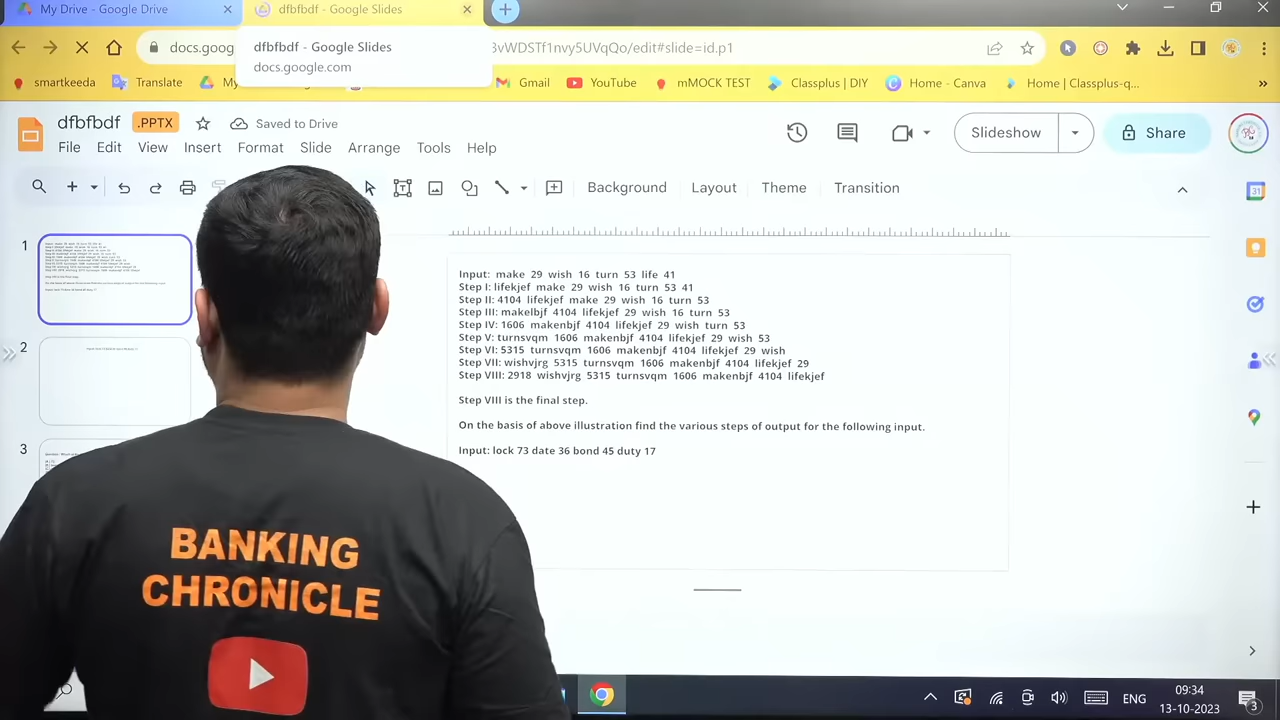 My Drive - Google Drive
dfbfbdf - Google Slides
dfbfbdf - Google Slides
docs.google.com
docs.goog
3vWDSTf1nvy5UVqQo/edit#slide=id.p1
smartkeeda
Translate
My
Gmail
YouTube
mMOCK TEST
Classplus | DIY
Home - Canva
Home | Classplus-q...
dfbfbdf
.PPTX
Saved to Drive
Slideshow
Share
File Edit View Insert Format Slide Arrange Tools Help
Background Layout Theme Transition
Input: make 29 wish 16 turn 53 life 41
Step I: lifekjef make 29 wish 16 turn 53 41
Step II: 4104 lifekjef make 29 wish 16 turn 53
Step III: makelbjf 4104 lifekjef 29 wish 16 turn 53
Step IV: 1606 makenbjf 4104 lifekjef 29 wish turn 53
Step V: turnsvqm 1606 makenbjf 4104 lifekjef 29 wish 53
Step VI: 5315 turnsvqm 1606 makenbjf 4104 lifekjef 29 wish
Step VII: wishvjrg 5315 turnsvqm 1606 makenbjf 4104 lifekjef 29
Step VIII: 2918 wishvjrg 5315 turnsvqm 1606 makenbjf 4104 lifekjef
Step VIII is the final step.
On the basis of above illustration find the various steps of output for the following input.
Input: lock 73 date 36 bond 45 duty 17
1
2
3
31
BANKING
CHRONICLE
ENG
09:34
13-10-2023
3